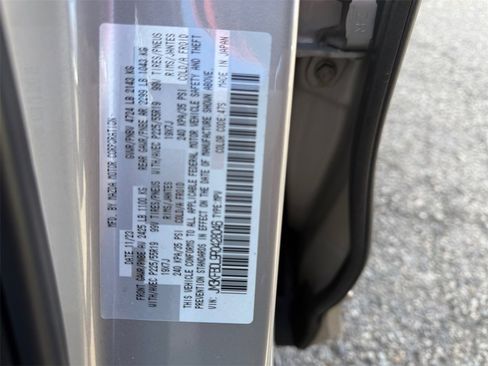 MFD. BY MAZDA MOTOR CORPORATION
11/23 GVWR/PNBV 4724 LB 2143 KG
FRONT GAWR/PNBE/AV 2425 LB 1100 KG REAR GAWR/PNBE AR 2299 LB 1043 KG
WITH/AVEC P225/55R19 99V TIRES/PNEUS WITH/AVEC P225/55R19 99V TIRES/PNEUS
19X7J RIMS/JANTES 19X7J RIMS/JANTES
240 KPA/35 PSI COLD/A FROID 240 KPA/35 PSI COLD/A FROID
THIS VEHICLE CONFORMS TO ALL APPLICABLE FEDERAL MOTOR VEHICLE SAFETY AND THEFT
PREVENTION STANDARDS IN EFFECT ON THE DATE OF MANUFACTURE SHOWN ABOVE.
VIN: TYPE:MPV COLOR CODE 47S MADE IN JAPAN